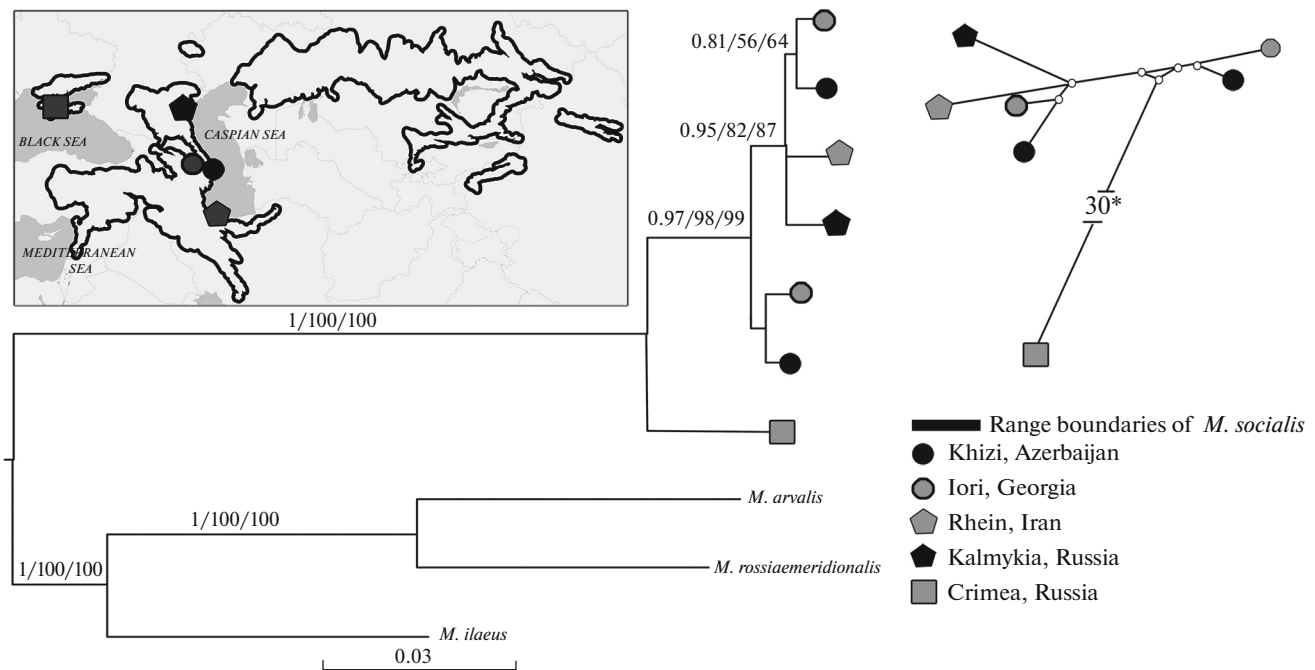 BLACK SEA
CASPIAN SEA
MEDITERRANEAN
SEA
0.81/56/64
0.95/82/87
0.97/98/99
1/100/100
30*
M. arvalis
1/100/100
M. rossiaemeridionalis
1/100/100
M. ilaeus
0.03
Range boundaries of M. socialis
Khizi, Azerbaijan
Iori, Georgia
Rhein, Iran
Kalmykia, Russia
Crimea, Russia